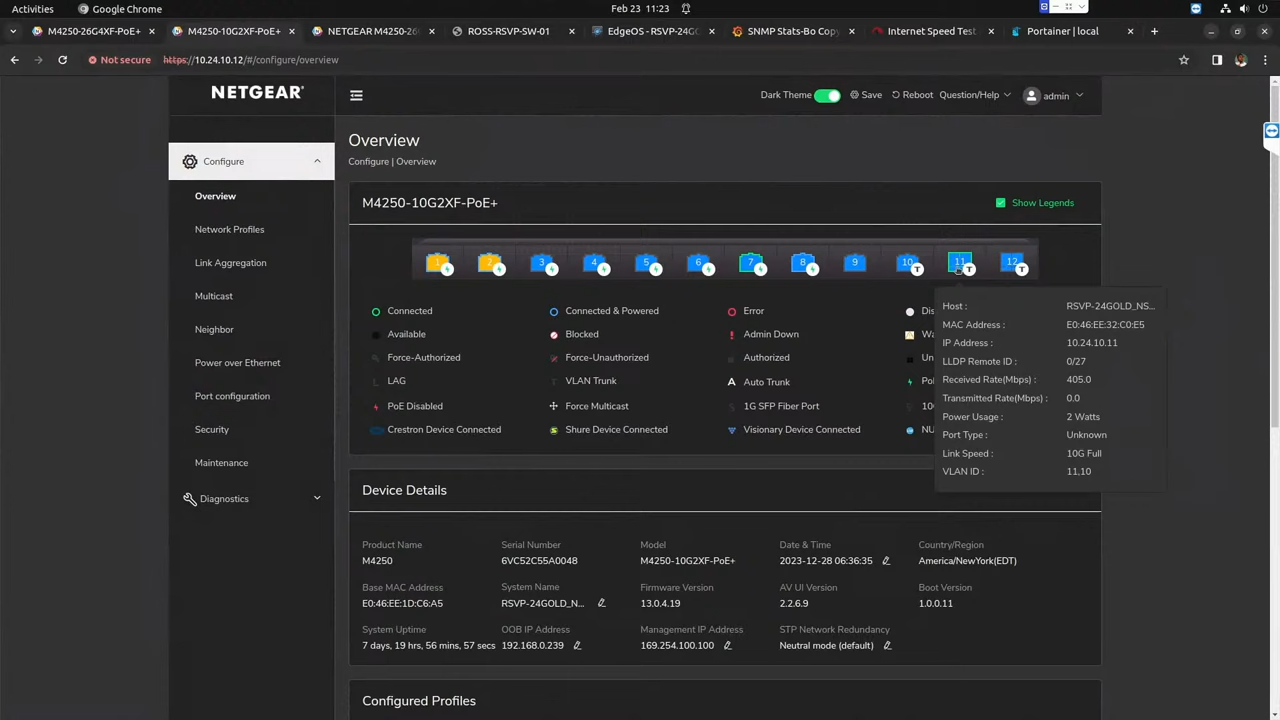 Activities
Google Chrome
Feb 23 11:23
M4250-26G4XF-PoE+
M4250-10G2XF-PoE+
NETGEAR M4250-26
ROSS-RSVP-SW-01
EdgeOS - RSVP-24GO
SNMP Stats-Bo Copy
Internet Speed Test
Portainer | local
Not secure https://10.24.10.12/#/configure/overview
NETGEAR
Dark Theme
Save
Reboot
Question/Help
admin
Configure
Overview
Network Profiles
Link Aggregation
Multicast
Neighbor
Power over Ethernet
Port configuration
Security
Maintenance
Diagnostics
Overview
Configure | Overview
M4250-10G2XF-PoE+
Show Legends
1 2 3 4 5 6 7 8 9 10 11 12
T T T
Connected
Connected & Powered
Error
Dis
Available
Blocked
Admin Down
Wa
Force-Authorized
Force-Unauthorized
Authorized
Un
LAG
VLAN Trunk
A Auto Trunk
PoE Disabled
Force Multicast
1G SFP Fiber Port
10G
Crestron Device Connected
Shure Device Connected
Visionary Device Connected
NU
Host : RSVP-24GOLD_NS...
MAC Address : E0:46:EE:32:C0:E5
IP Address : 10.24.10.11
LLDP Remote ID : 0/27
Received Rate(Mbps) : 405.0
Transmitted Rate(Mbps) : 0.0
Power Usage : 2 Watts
Port Type : Unknown
Link Speed : 10G Full
VLAN ID : 11,10
Device Details
Product Name
M4250
Serial Number
6VC52C55A0048
Model
M4250-10G2XF-PoE+
Date & Time
2023-12-28 06:36:35
Country/Region
America/NewYork(EDT)
Base MAC Address
E0:46:EE:1D:C6:A5
System Name
RSVP-24GOLD_N...
Firmware Version
13.0.4.19
AV UI Version
2.2.6.9
Boot Version
1.0.0.11
System Uptime
7 days, 19 hrs, 56 mins, 57 secs
OOB IP Address
192.168.0.239
Management IP Address
169.254.100.100
STP Network Redundancy
Neutral mode (default)
Configured Profiles